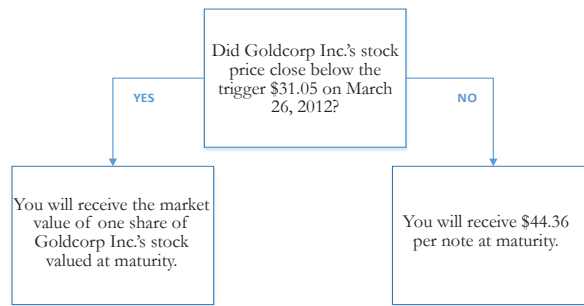 Did Goldcorp Inc.'s stock
price close below the
trigger $31.05 on March
26, 2012?
YES
NO
You will receive the market
value of one share of
Goldcorp Inc.'s stock
valued at maturity.
You will receive $44.36
per note at maturity.